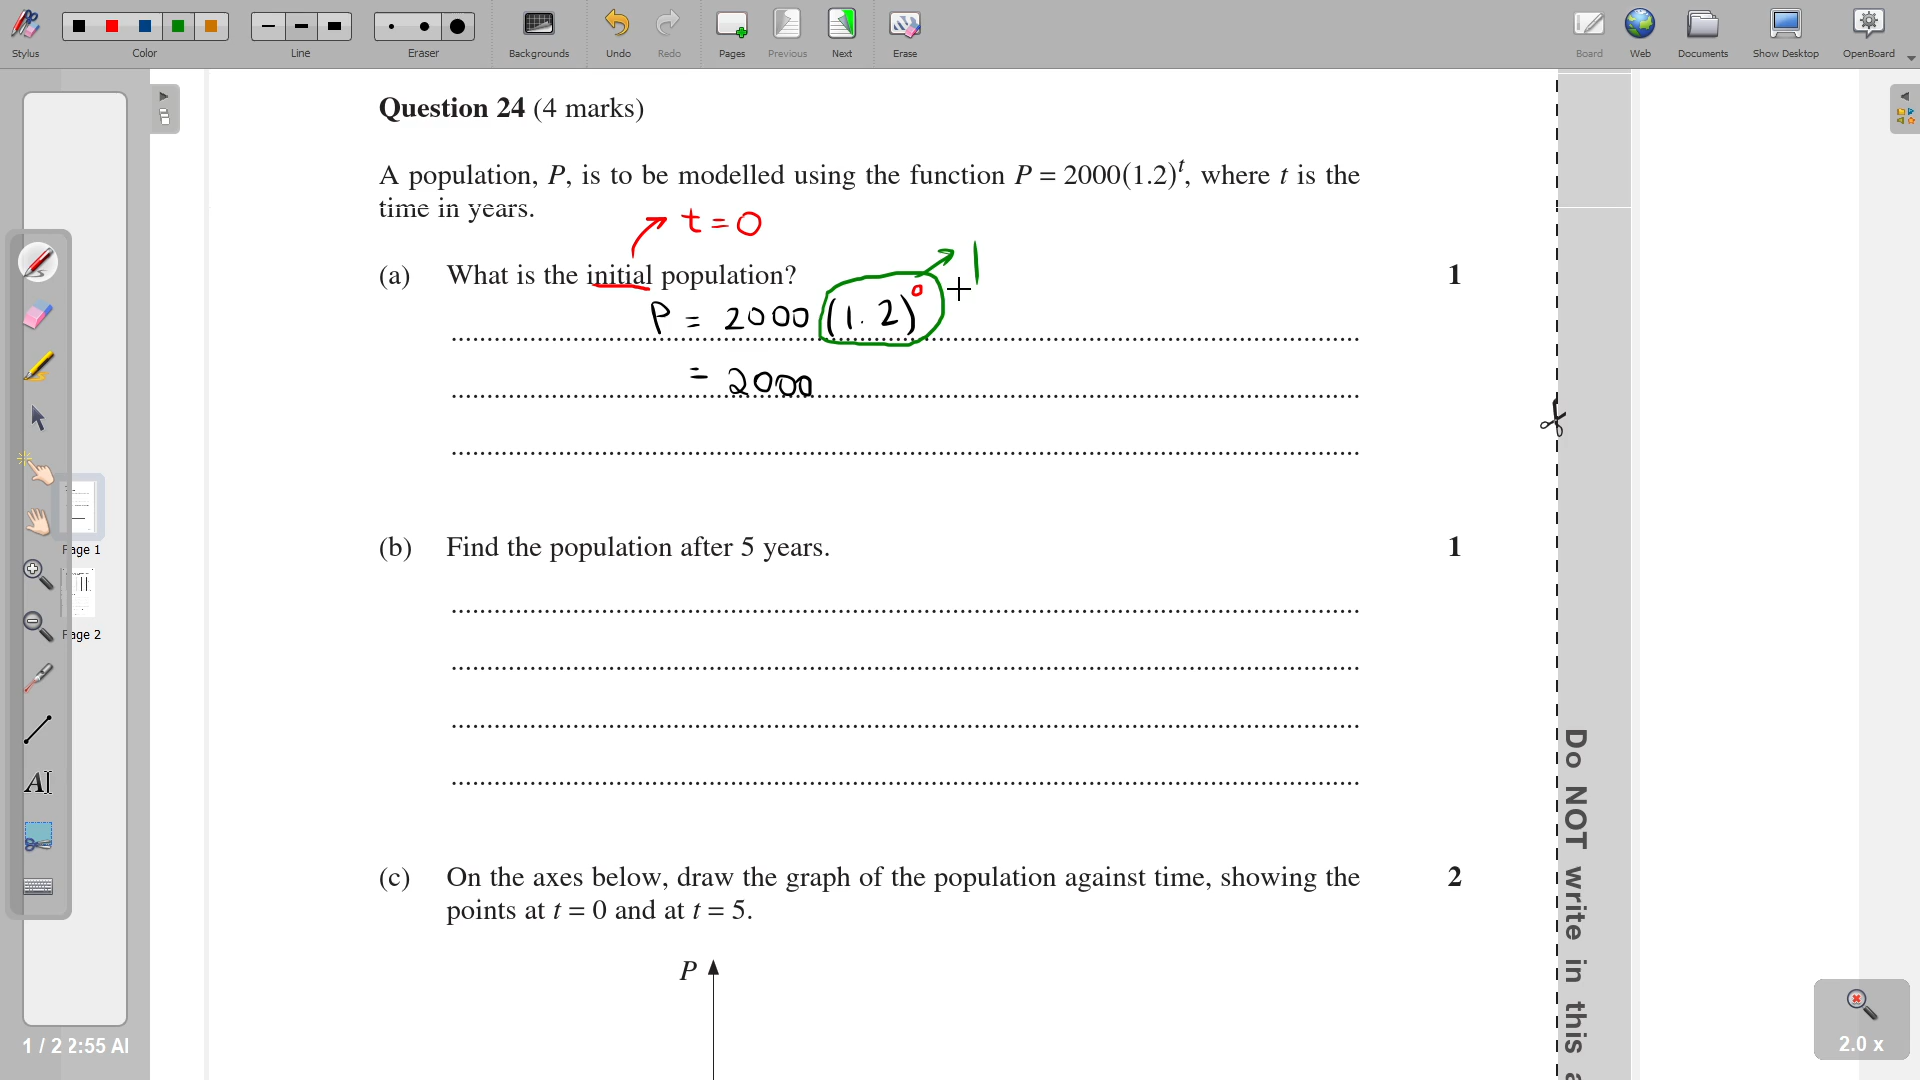 Stylus
Color
Line
Eraser
Backgrounds
Undo
Redo
Pages
Previous
Next
Erase
Board
Web
Documents
Show Desktop
OpenBoard
Question 24 (4 marks)
A population, P, is to be modelled using the function P = 2000(1.2)^t, where t is the
time in years.
t = 0
(a) What is the initial population? 1
1
P = 2000 (1.2)^0
= 2000
(b) Find the population after 5 years. 1
(c) On the axes below, draw the graph of the population against time, showing the 2
points at t = 0 and at t = 5.
P
Do NOT write in this
Page 1
Page 2
1 / 2
2:55 AM
2.0 x